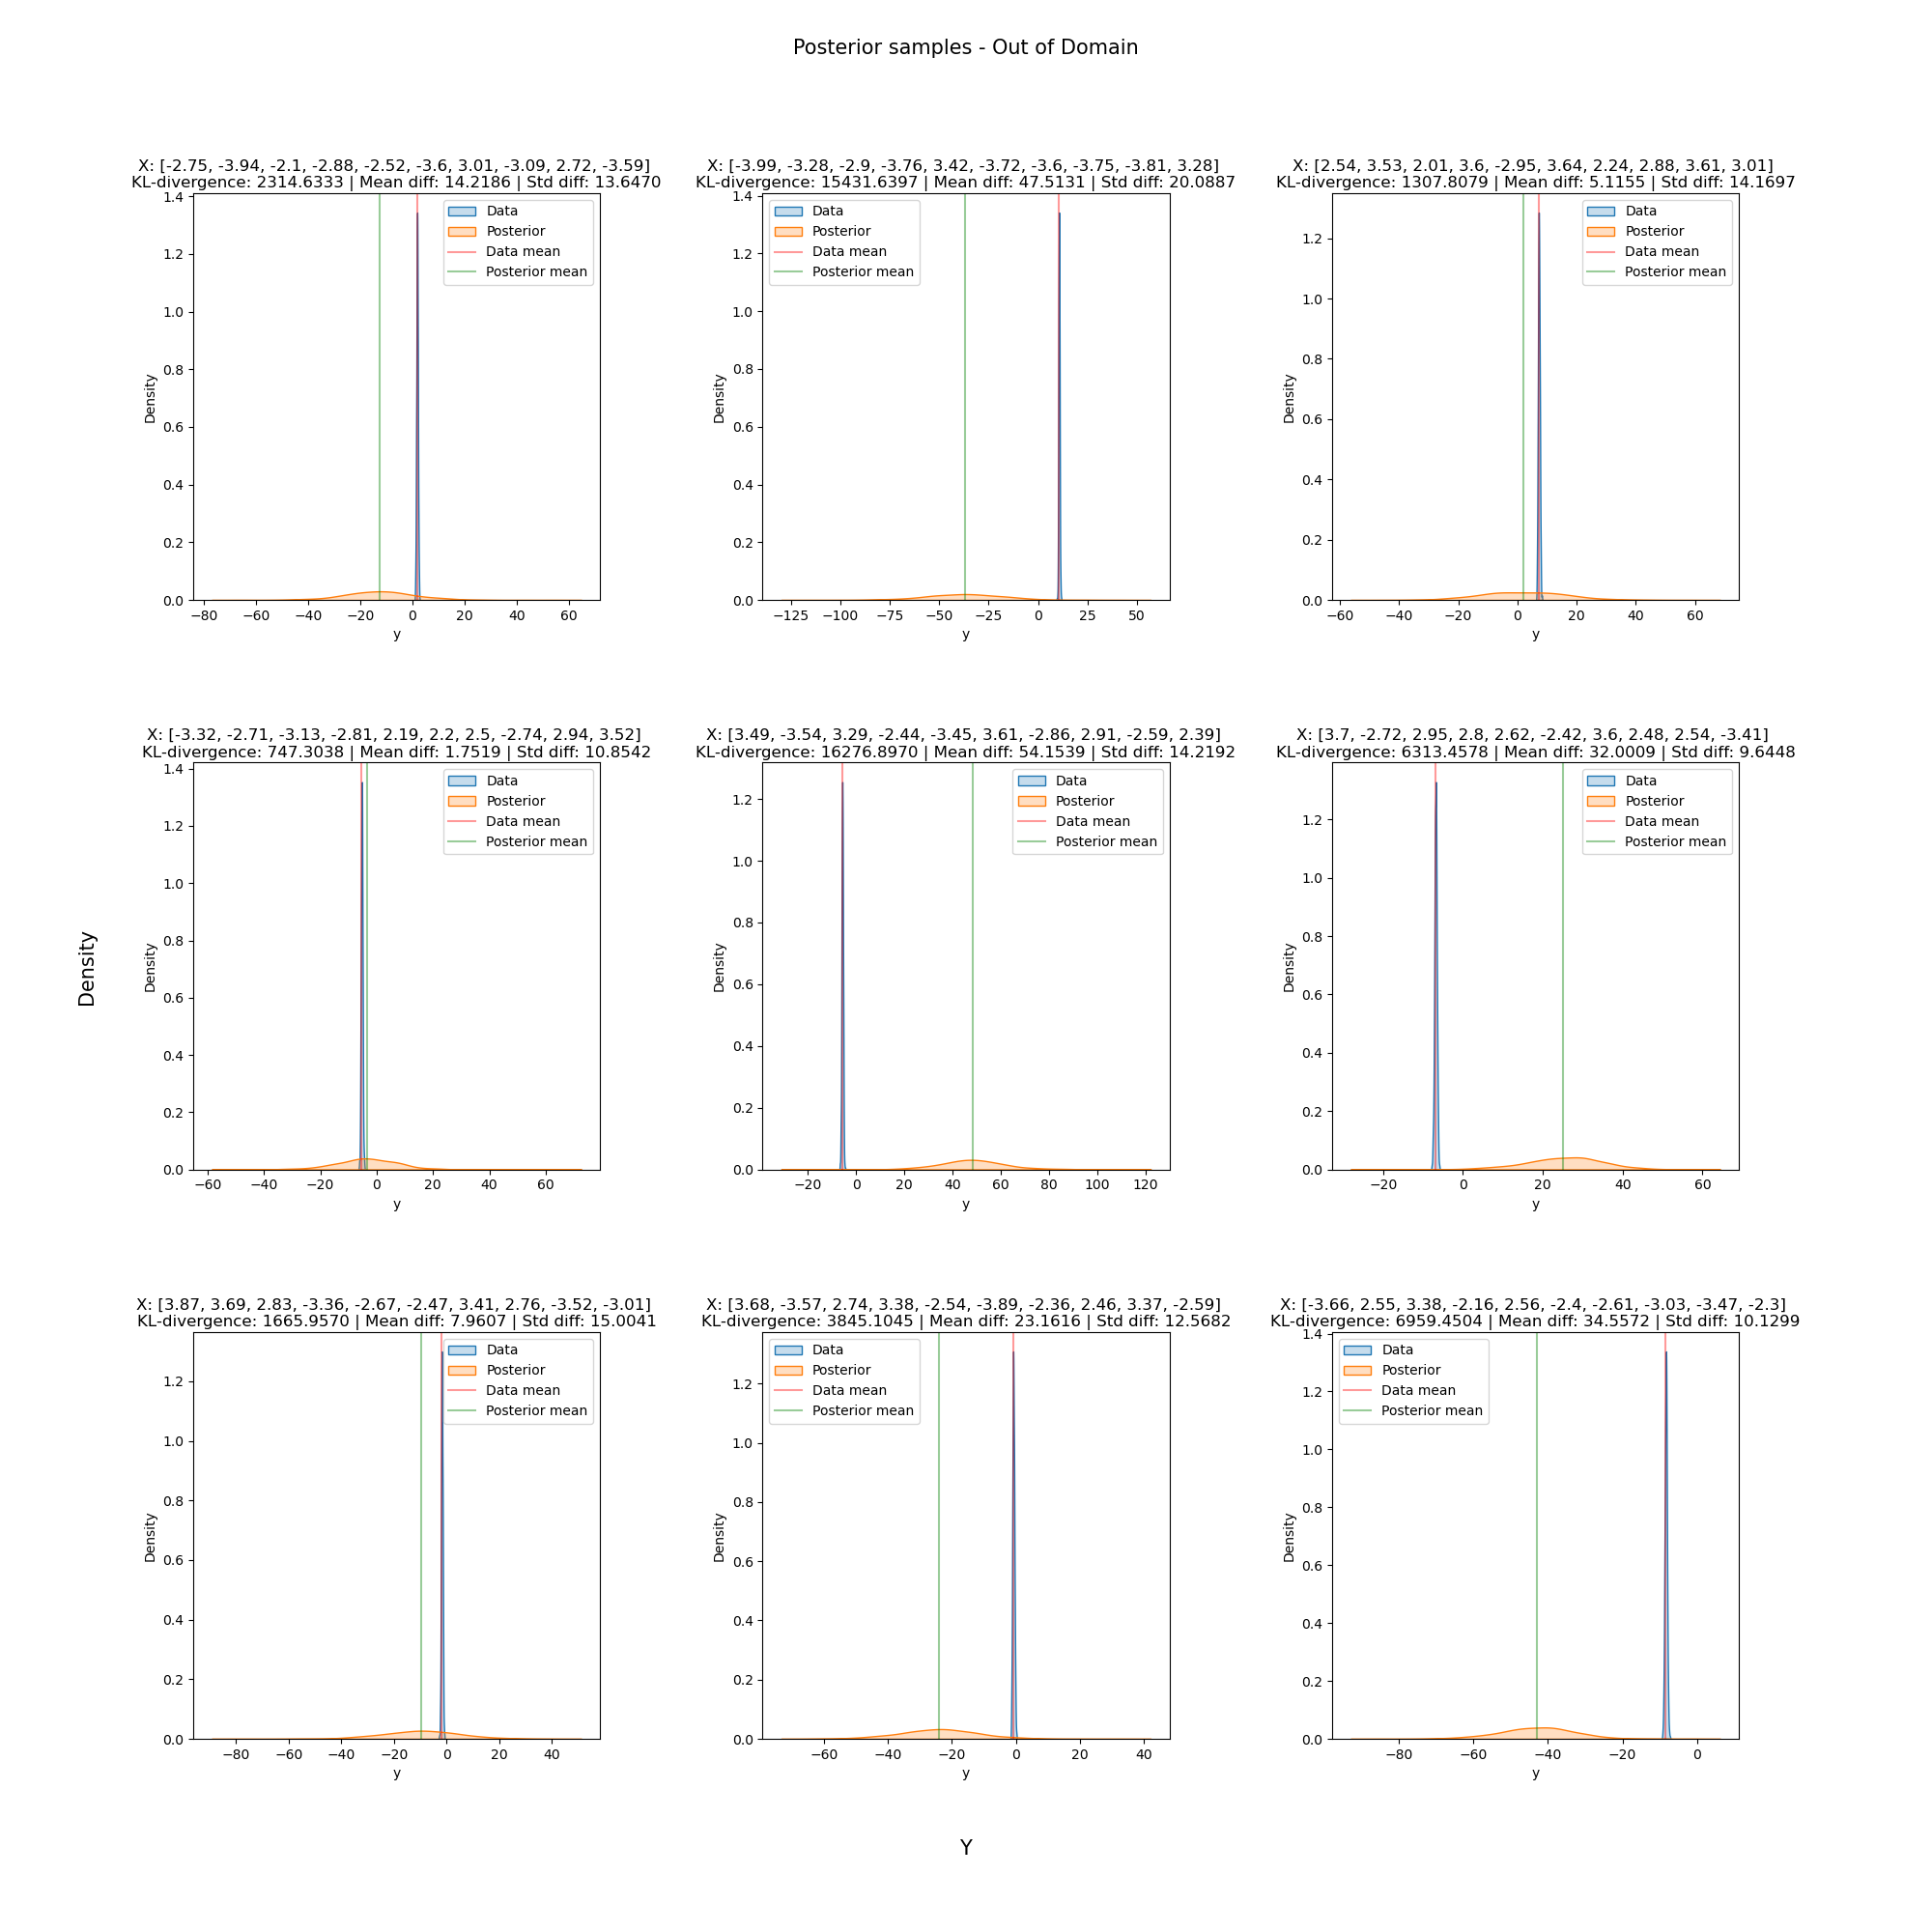 Posterior samples - Out of Domain
X: [-2.75, -3.94, -2.1, -2.88, -2.52, -3.6, 3.01, -3.09, 2.72, -3.59]
KL-divergence: 2314.6333 | Mean diff: 14.2186 | Std diff: 13.6470
Data
Posterior
Data mean
Posterior mean
1.4
1.2
1.0
0.8
0.6
0.4
0.2
0.0
Density
−80 −60 −40 −20 0 20 40 60
y
X: [-3.99, -3.28, -2.9, -3.76, 3.42, -3.72, -3.6, -3.75, -3.81, 3.28]
KL-divergence: 15431.6397 | Mean diff: 47.5131 | Std diff: 20.0887
Data
Posterior
Data mean
Posterior mean
1.4
1.2
1.0
0.8
0.6
0.4
0.2
0.0
Density
−125 −100 −75 −50 −25 0 25 50
y
X: [2.54, 3.53, 2.01, 3.6, -2.95, 3.64, 2.24, 2.88, 3.61, 3.01]
KL-divergence: 1307.8079 | Mean diff: 5.1155 | Std diff: 14.1697
Data
Posterior
Data mean
Posterior mean
1.2
1.0
0.8
0.6
0.4
0.2
0.0
Density
−60 −40 −20 0 20 40 60
y
X: [-3.32, -2.71, -3.13, -2.81, 2.19, 2.2, 2.5, -2.74, 2.94, 3.52]
KL-divergence: 747.3038 | Mean diff: 1.7519 | Std diff: 10.8542
Data
Posterior
Data mean
Posterior mean
1.4
1.2
1.0
0.8
0.6
0.4
0.2
0.0
Density
−60 −40 −20 0 20 40 60
y
X: [3.49, -3.54, 3.29, -2.44, -3.45, 3.61, -2.86, 2.91, -2.59, 2.39]
KL-divergence: 16276.8970 | Mean diff: 54.1539 | Std diff: 14.2192
Data
Posterior
Data mean
Posterior mean
1.2
1.0
0.8
0.6
0.4
0.2
0.0
Density
−20 0 20 40 60 80 100 120
y
X: [3.7, -2.72, 2.95, 2.8, 2.62, -2.42, 3.6, 2.48, 2.54, -3.41]
KL-divergence: 6313.4578 | Mean diff: 32.0009 | Std diff: 9.6448
Data
Posterior
Data mean
Posterior mean
1.2
1.0
0.8
0.6
0.4
0.2
0.0
Density
−20 0 20 40 60
y
Density
X: [3.87, 3.69, 2.83, -3.36, -2.67, -2.47, 3.41, 2.76, -3.52, -3.01]
KL-divergence: 1665.9570 | Mean diff: 7.9607 | Std diff: 15.0041
Data
Posterior
Data mean
Posterior mean
1.2
1.0
0.8
0.6
0.4
0.2
0.0
Density
−80 −60 −40 −20 0 20 40
y
X: [3.68, -3.57, 2.74, 3.38, -2.54, -3.89, -2.36, 2.46, 3.37, -2.59]
KL-divergence: 3845.1045 | Mean diff: 23.1616 | Std diff: 12.5682
Data
Posterior
Data mean
Posterior mean
1.2
1.0
0.8
0.6
0.4
0.2
0.0
Density
−60 −40 −20 0 20 40
y
X: [-3.66, 2.55, 3.38, -2.16, 2.56, -2.4, -2.61, -3.03, -3.47, -2.3]
KL-divergence: 6959.4504 | Mean diff: 34.5572 | Std diff: 10.1299
Data
Posterior
Data mean
Posterior mean
1.4
1.2
1.0
0.8
0.6
0.4
0.2
0.0
Density
−80 −60 −40 −20 0
y
Y